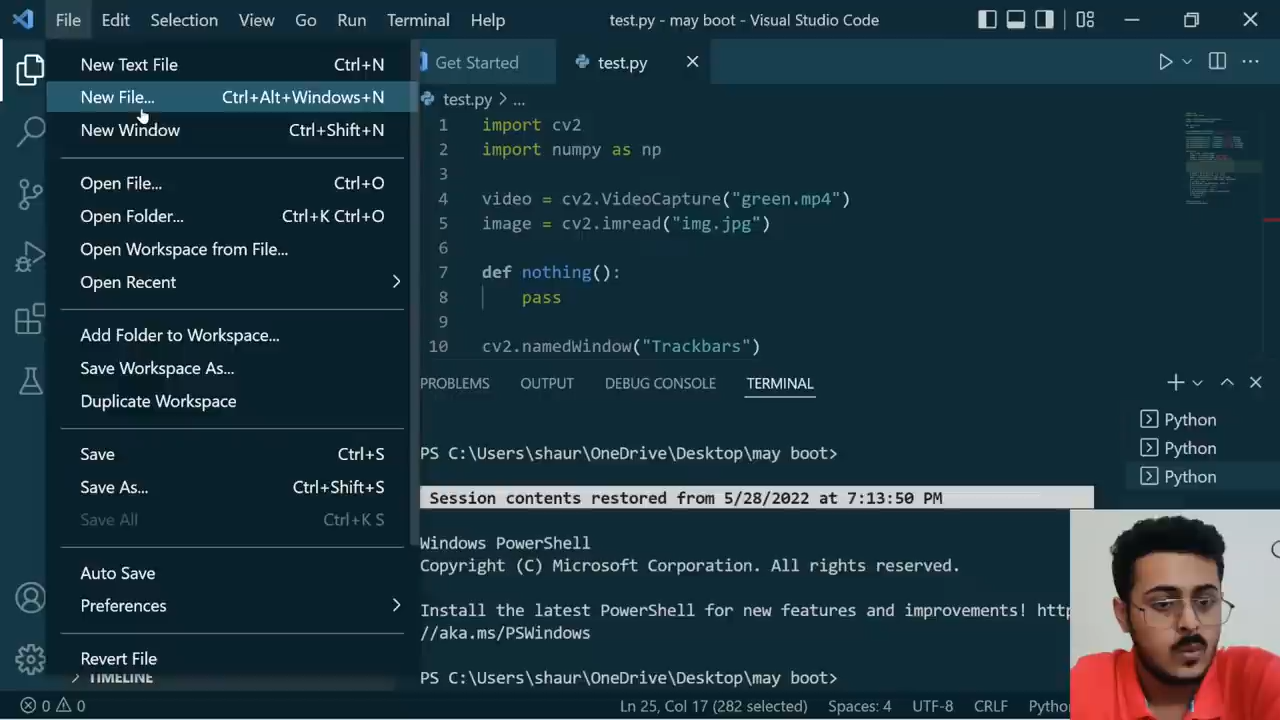 File Edit Selection View Go Run Terminal Help test.py - may boot - Visual Studio Code
New Text File Ctrl+N
New File... Ctrl+Alt+Windows+N
New Window Ctrl+Shift+N
Open File... Ctrl+O
Open Folder... Ctrl+K Ctrl+O
Open Workspace from File...
Open Recent
Add Folder to Workspace...
Save Workspace As...
Duplicate Workspace
Save Ctrl+S
Save As... Ctrl+Shift+S
Save All Ctrl+K S
Auto Save
Preferences
Revert File
TIMELINE
Get Started test.py
test.py > ...
1 import cv2
2 import numpy as np
3
4 video = cv2.VideoCapture("green.mp4")
5 image = cv2.imread("img.jpg")
6
7 def nothing():
8 pass
9
10 cv2.namedWindow("Trackbars")
PROBLEMS OUTPUT DEBUG CONSOLE TERMINAL
PS C:\Users\shaur\OneDrive\Desktop\may boot>
Session contents restored from 5/28/2022 at 7:13:50 PM
Windows PowerShell
Copyright (C) Microsoft Corporation. All rights reserved.
Install the latest PowerShell for new features and improvements! http
//aka.ms/PSWindows
PS C:\Users\shaur\OneDrive\Desktop\may boot>
Python
Python
Python
0 0 Ln 25, Col 17 (282 selected) Spaces: 4 UTF-8 CRLF Python